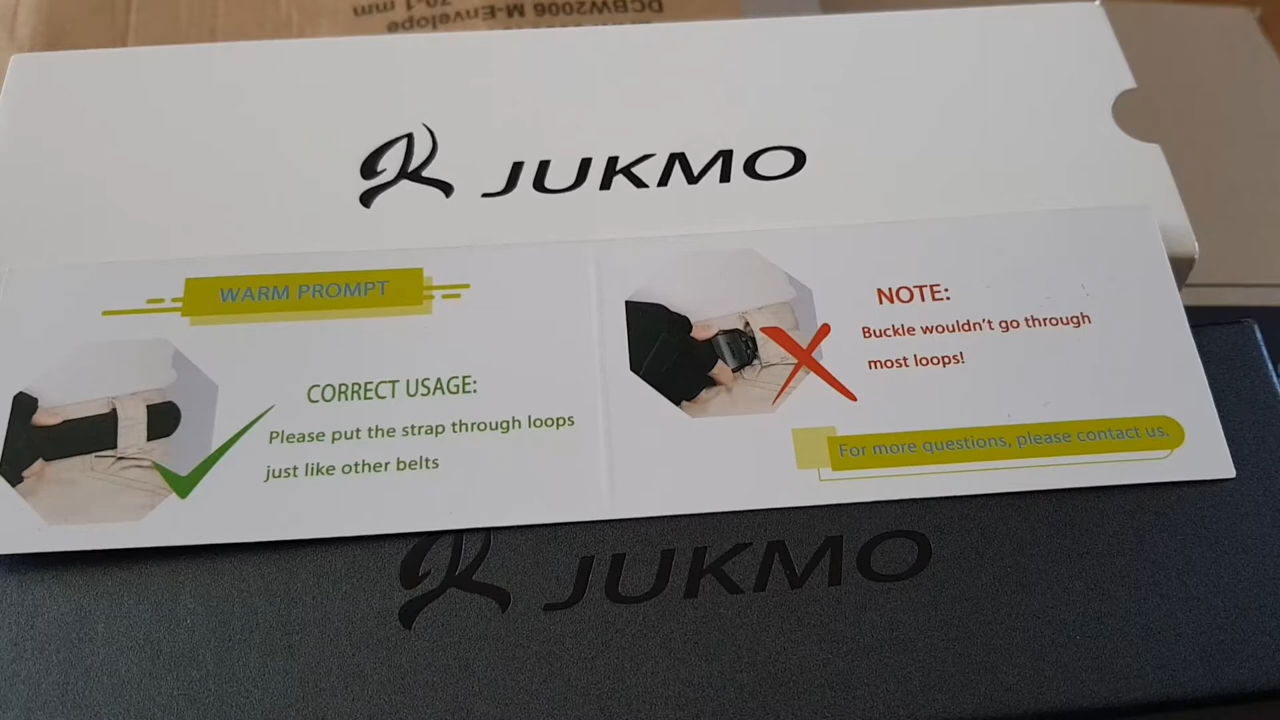 DCBW2006 M-Envelope
JUKMO
WARM PROMPT
CORRECT USAGE:
Please put the strap through loops
just like other belts
NOTE:
Buckle wouldn't go through
most loops!
For more questions, please contact us.
JUKMO